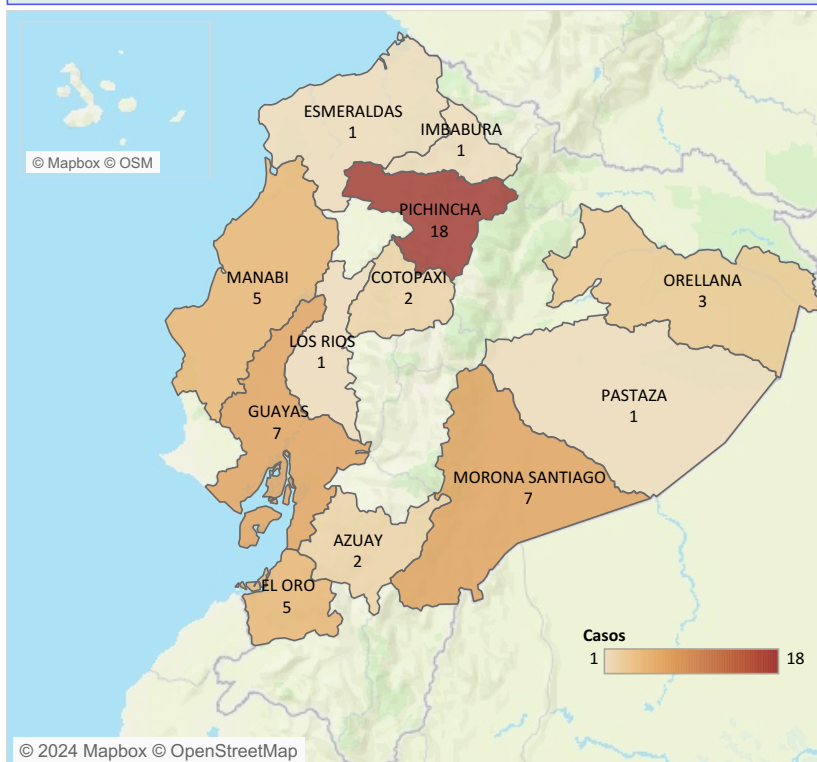 © Mapbox © OSM
ESMERALDAS
1
IMBABURA
1
PICHINCHA
18
MANABI
5
COTOPAXI
2
ORELLANA
3
LOS RIOS
1
PASTAZA
1
GUAYAS
7
MORONA SANTIAGO
7
AZUAY
2
EL ORO
5
Casos
1 18
© 2024 Mapbox © OpenStreetMap